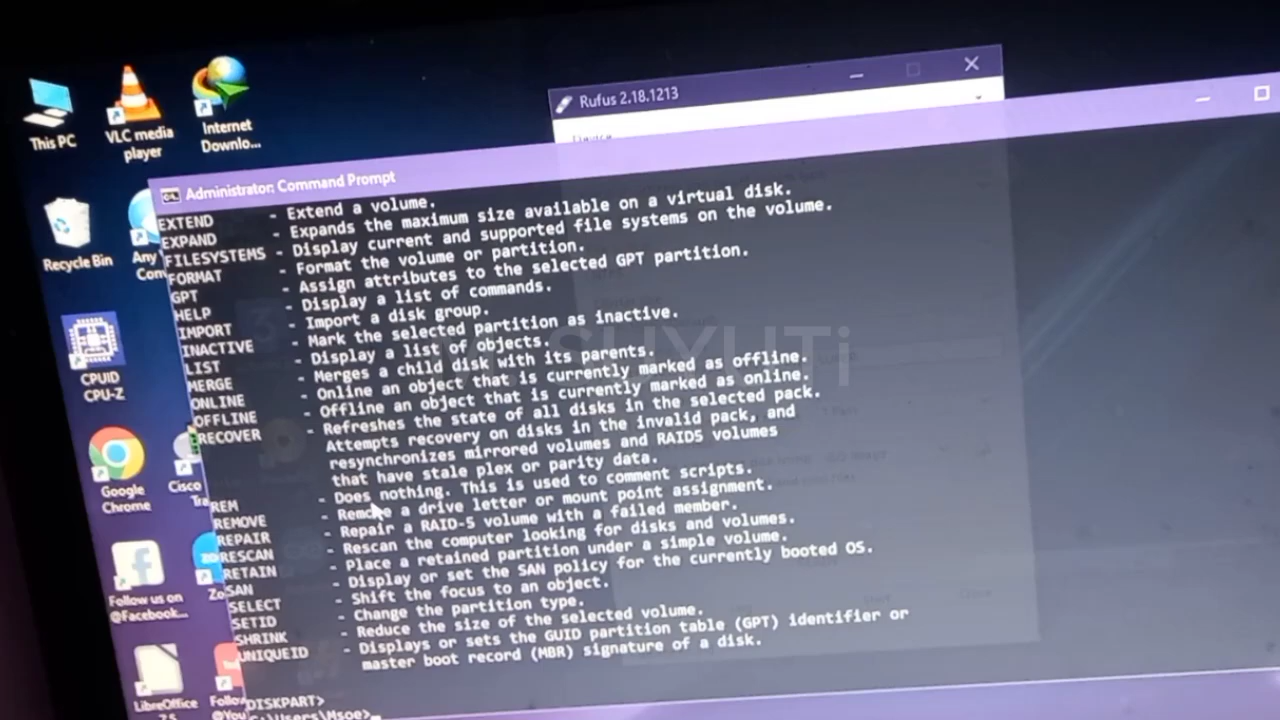 This PC
VLC media
player
Internet
Downlo...
Recycle Bin
Any
Con
CPUID
CPU-Z
Google
Chrome
Cisco
Tra
Follow us on
@Facebook...
Zo
LibreOffice
7.5
Follo
@You
Rufus 2.18.1213
Device
Administrator: Command Prompt
EXTEND - Extend a volume.
EXPAND - Expands the maximum size available on a virtual disk.
FILESYSTEMS - Display current and supported file systems on the volume.
FORMAT - Format the volume or partition.
GPT - Assign attributes to the selected GPT partition.
HELP - Display a list of commands.
IMPORT - Import a disk group.
INACTIVE - Mark the selected partition as inactive.
LIST - Display a list of objects.
MERGE - Merges a child disk with its parents.
ONLINE - Online an object that is currently marked as offline.
OFFLINE - Offline an object that is currently marked as online.
RECOVER - Refreshes the state of all disks in the selected pack.
Attempts recovery on disks in the invalid pack, and
resynchronizes mirrored volumes and RAID5 volumes
that have stale plex or parity data.
REM - Does nothing. This is used to comment scripts.
REMOVE - Remove a drive letter or mount point assignment.
REPAIR - Repair a RAID-5 volume with a failed member.
RESCAN - Rescan the computer looking for disks and volumes.
RETAIN - Place a retained partition under a simple volume.
SAN - Display or set the SAN policy for the currently booted OS.
SELECT - Shift the focus to an object.
SETID - Change the partition type.
SHRINK - Reduce the size of the selected volume.
UNIQUEID - Displays or sets the GUID partition table (GPT) identifier or
master boot record (MBR) signature of a disk.
DISKPART>
C:\Users\Msoe>
SUYUTi